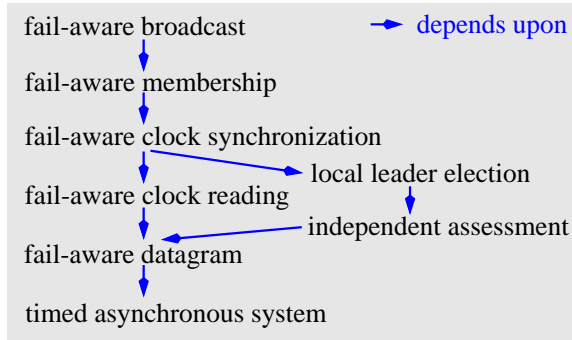 fail-aware broadcast
depends upon
fail-aware membership
fail-aware clock synchronization
local leader election
fail-aware clock reading
independent assessment
fail-aware datagram
timed asynchronous system